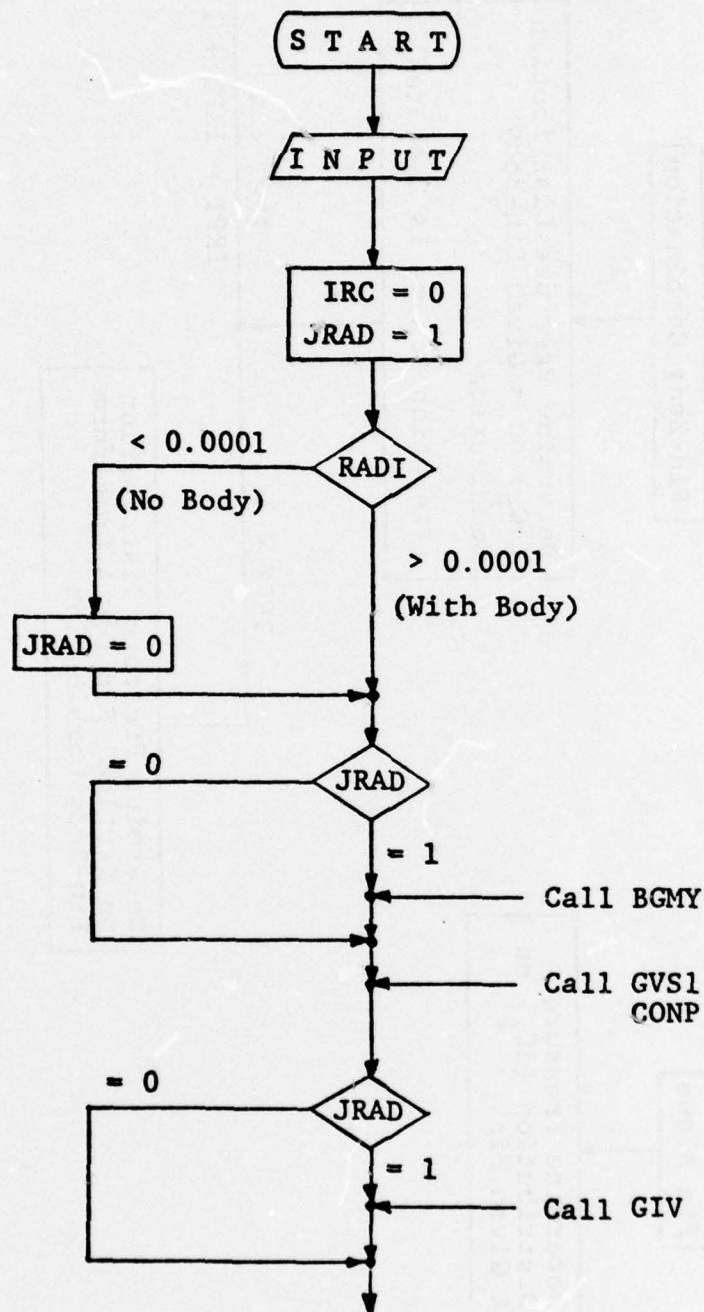 START
INPUT
IRC = 0
JRAD = 1
< 0.0001
RADI
(No Body)
> 0.0001
(With Body)
JRAD = 0
= 0
JRAD
= 1
Call BGMY
Call GVS1
CONP
= 0
JRAD
= 1
Call GIV